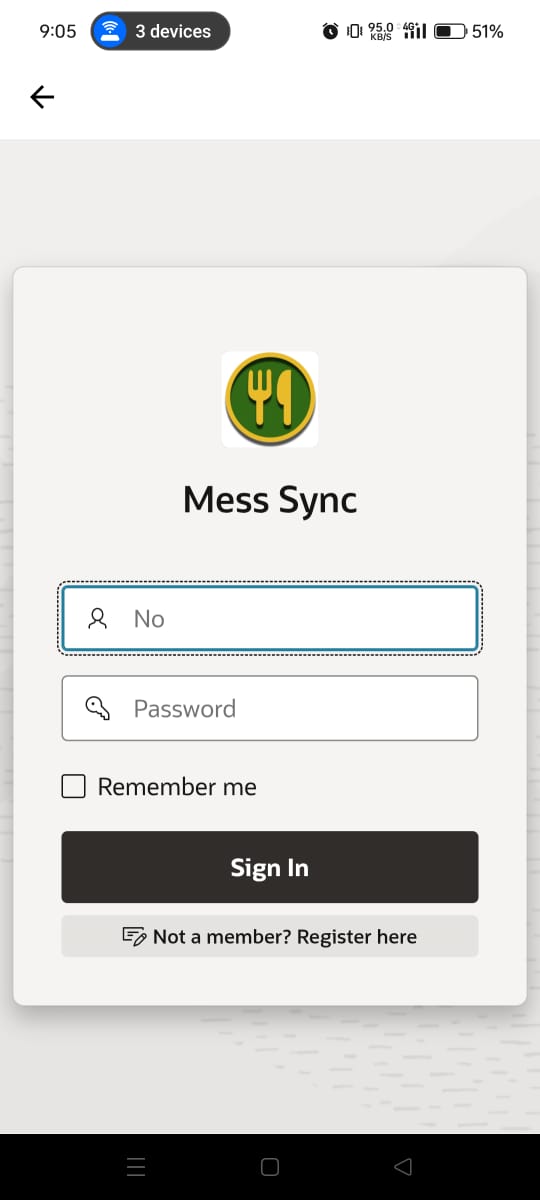 9:05 3 devices 95.0 KB/S 4G+ 51%
Mess Sync
No
Password
Remember me
Sign In
Not a member? Register here